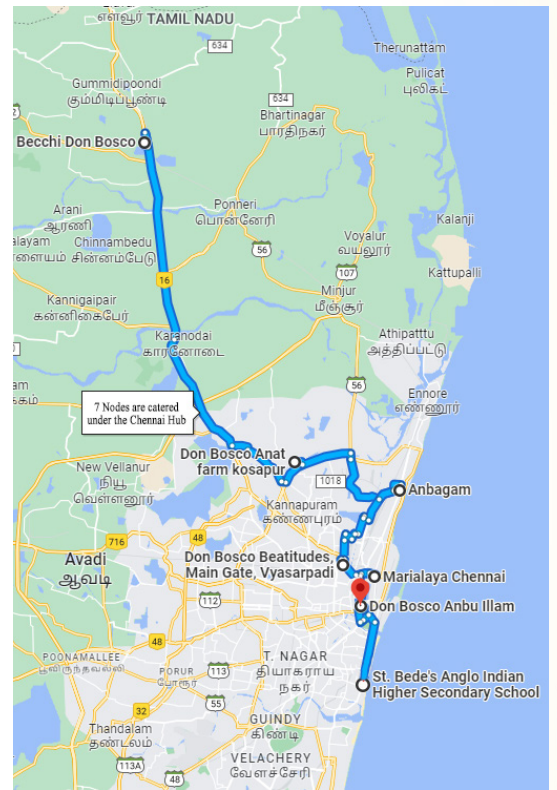 எளவூர்
TAMIL NADU
634
Therunattam
Pulicat
புலிகட்
Gummidipoondi
கும்மிடிப்பூண்டி
634
Bhartinagar
பாரதிநகர்
Becchi Don Bosco
Arani
ஆரணி
Ponneri
பொன்னேரி
Chinnambedu
சின்னம்பேடு
Voyalur
வயலூர்
Kalanji
56
107
Kattupalli
16
Minjur
மீஞ்சூர்
Kannigaipair
கன்னிகைபேர்
Karanodai
காரனோடை
Athipatttu
அத்திப்பட்டு
56
Ennore
எண்ணூர்
7 Nodes are catered
under the Chennai Hub
Don Bosco Anat
farm kosapur
New Vellanur
நியூ
வெள்ளனூர்
1018
Anbagam
Kannapuram
கண்ணபுரம்
716
48
Avadi
ஆவடி
Don Bosco Beatitudes,
Main Gate, Vyasarpadi
Marialaya Chennai
112
Don Bosco Anbu Illam
48
POONAMALLEE
பூவிருந்தவல்லி
PORUR
போரூர்
113
T. NAGAR
தியாகராய
நகர்
St. Bede's Anglo Indian
Higher Secondary School
32
55
GUINDY
கிண்டி
Thandalam
தண்டலம்
113A
48
VELACHERY
வேளச்சேரி